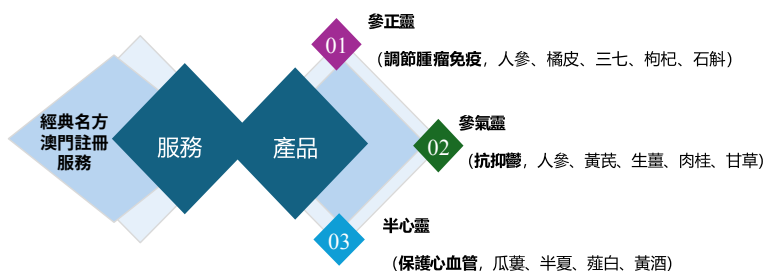 經典名方
澳門註冊
服務
服務
產品
01
參正靈
（調節腫瘤免疫，人參、橘皮、三七、枸杞、石斛）
02
參氣靈
（抗抑鬱，人參、黃芪、生薑、肉桂、甘草）
03
半心靈
（保護心血管，瓜蔞、半夏、薤白、黃酒）